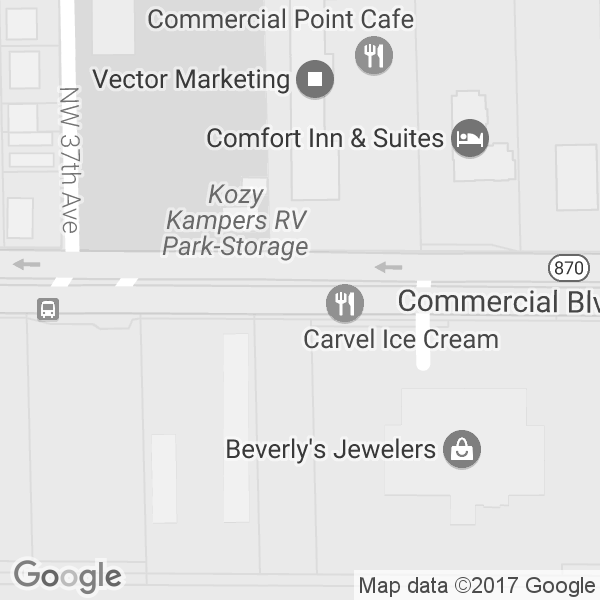 Commercial Point Cafe
Vector Marketing
NW 37th Ave
Comfort Inn & Suites
Kozy
Kampers RV
Park-Storage
870
Commercial Blv
Carvel Ice Cream
Beverly's Jewelers
Google
Map data ©2017 Google